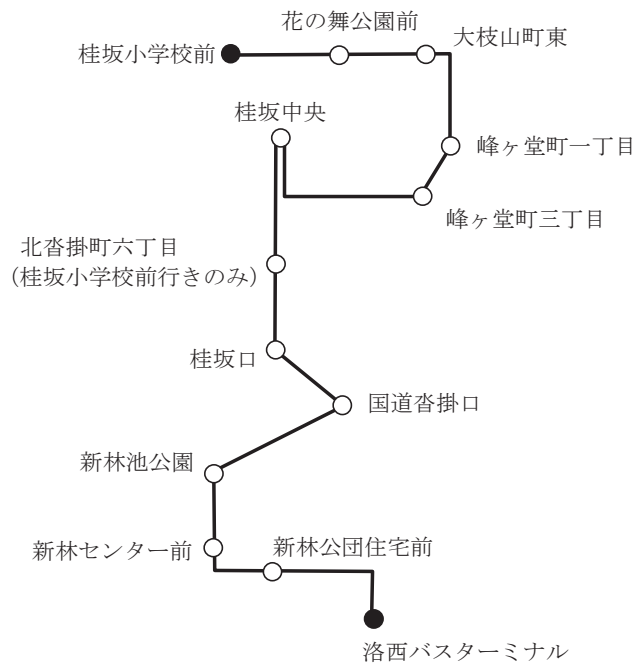 花の舞公園前
大枝山町東
桂坂小学校前
桂坂中央
峰ヶ堂町一丁目
峰ヶ堂町三丁目
北沓掛町六丁目
(桂坂小学校前行きのみ)
桂坂口
国道沓掛口
新林池公園
新林センター前
新林公団住宅前
洛西バスターミナル